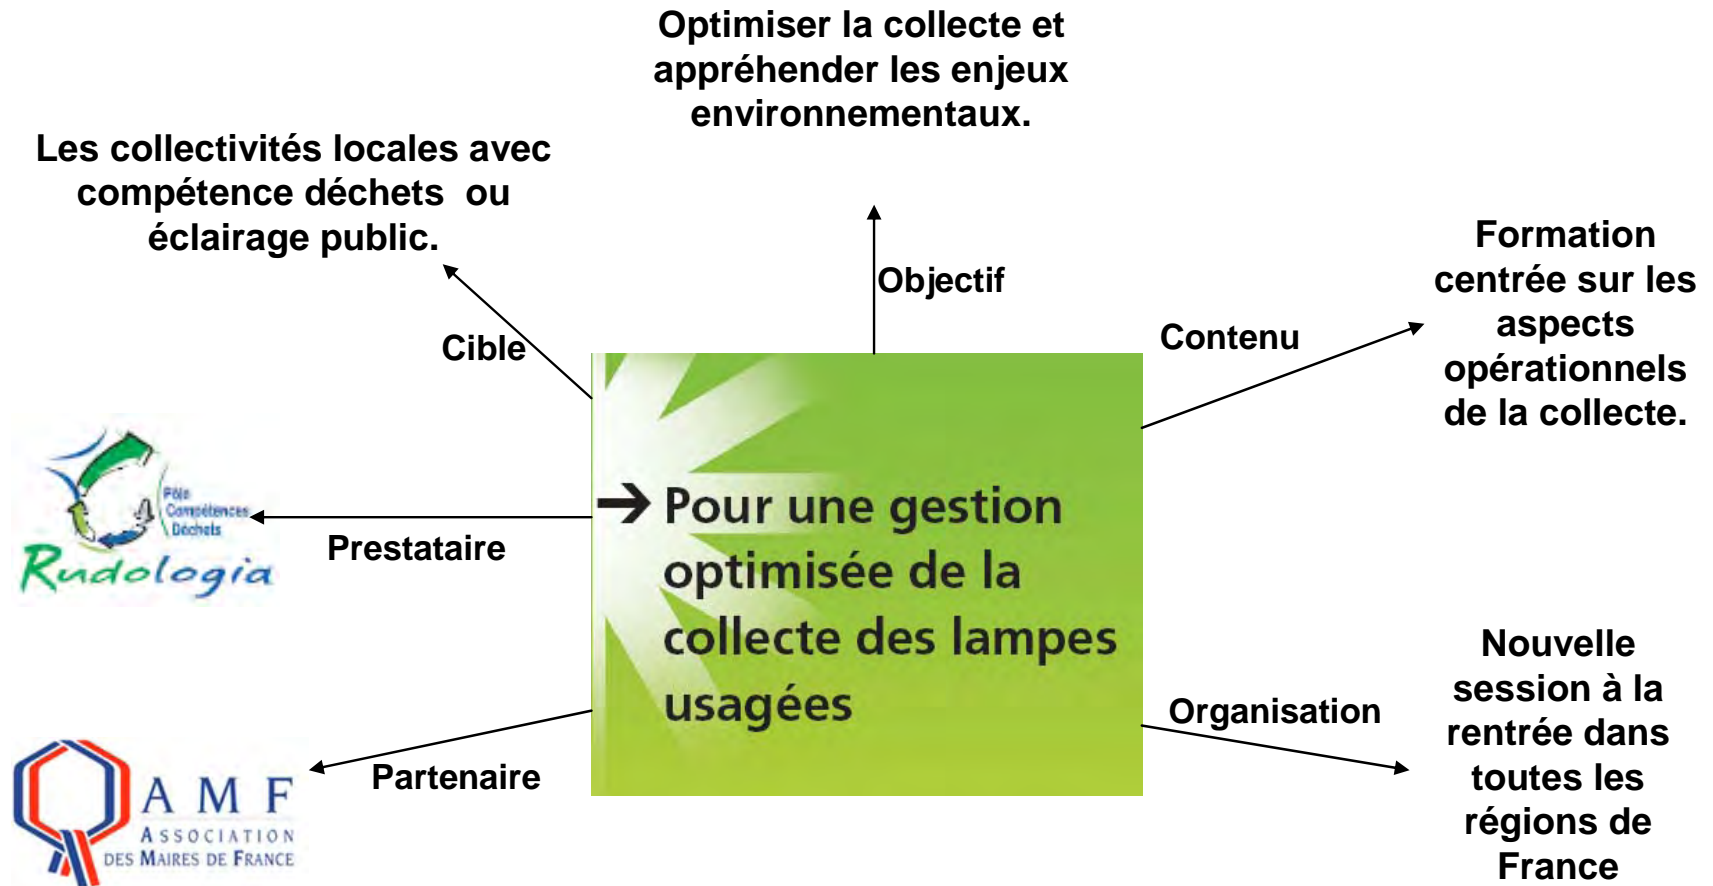 Optimiser la collecte et
appréhender les enjeux
environnementaux.
Les collectivités locales avec
compétence déchets ou
éclairage public.
Formation
centrée sur les
aspects
opérationnels
de la collecte.
Objectif
Contenu
Cible
Pôle
Compétences
Déchets
Rudologia
Prestataire
→ Pour une gestion
optimisée de la
collecte des lampes
usagées
Nouvelle
session à la
rentrée dans
toutes les
régions de
France
Organisation
Partenaire
AMF
ASSOCIATION
DES MAIRES DE FRANCE